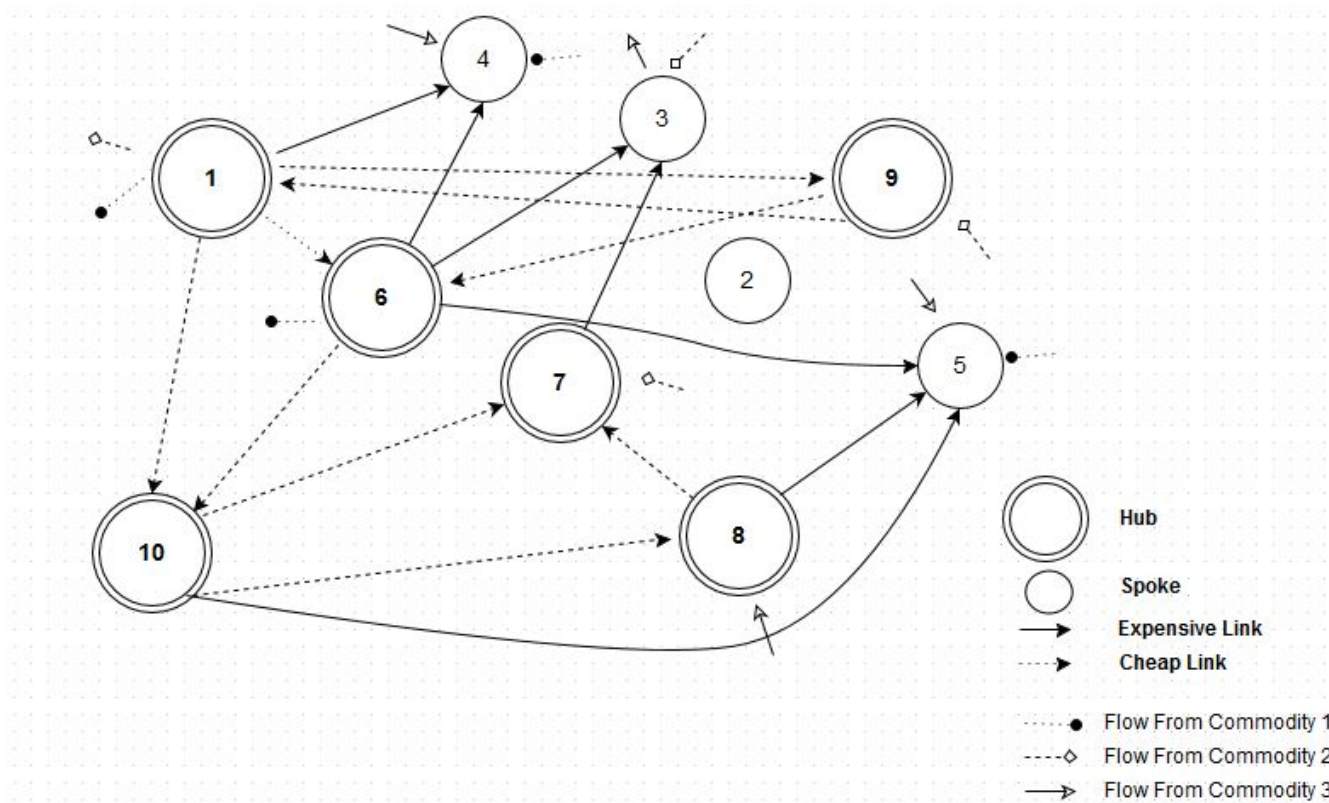 4
3
1
9
2
6
5
7
10
8
Hub
Spoke
Expensive Link
Cheap Link
Flow From Commodity 1
Flow From Commodity 2
Flow From Commodity 3